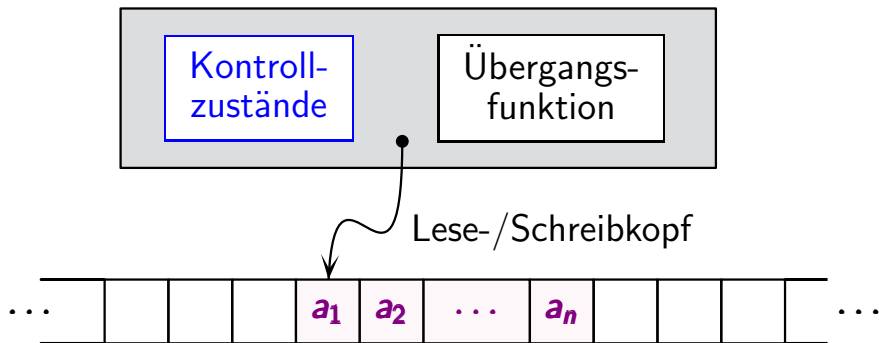 Kontroll-
zustände
Übergangs-
funktion
Lese-/Schreibkopf
... a₁ a₂ ... aₙ ...